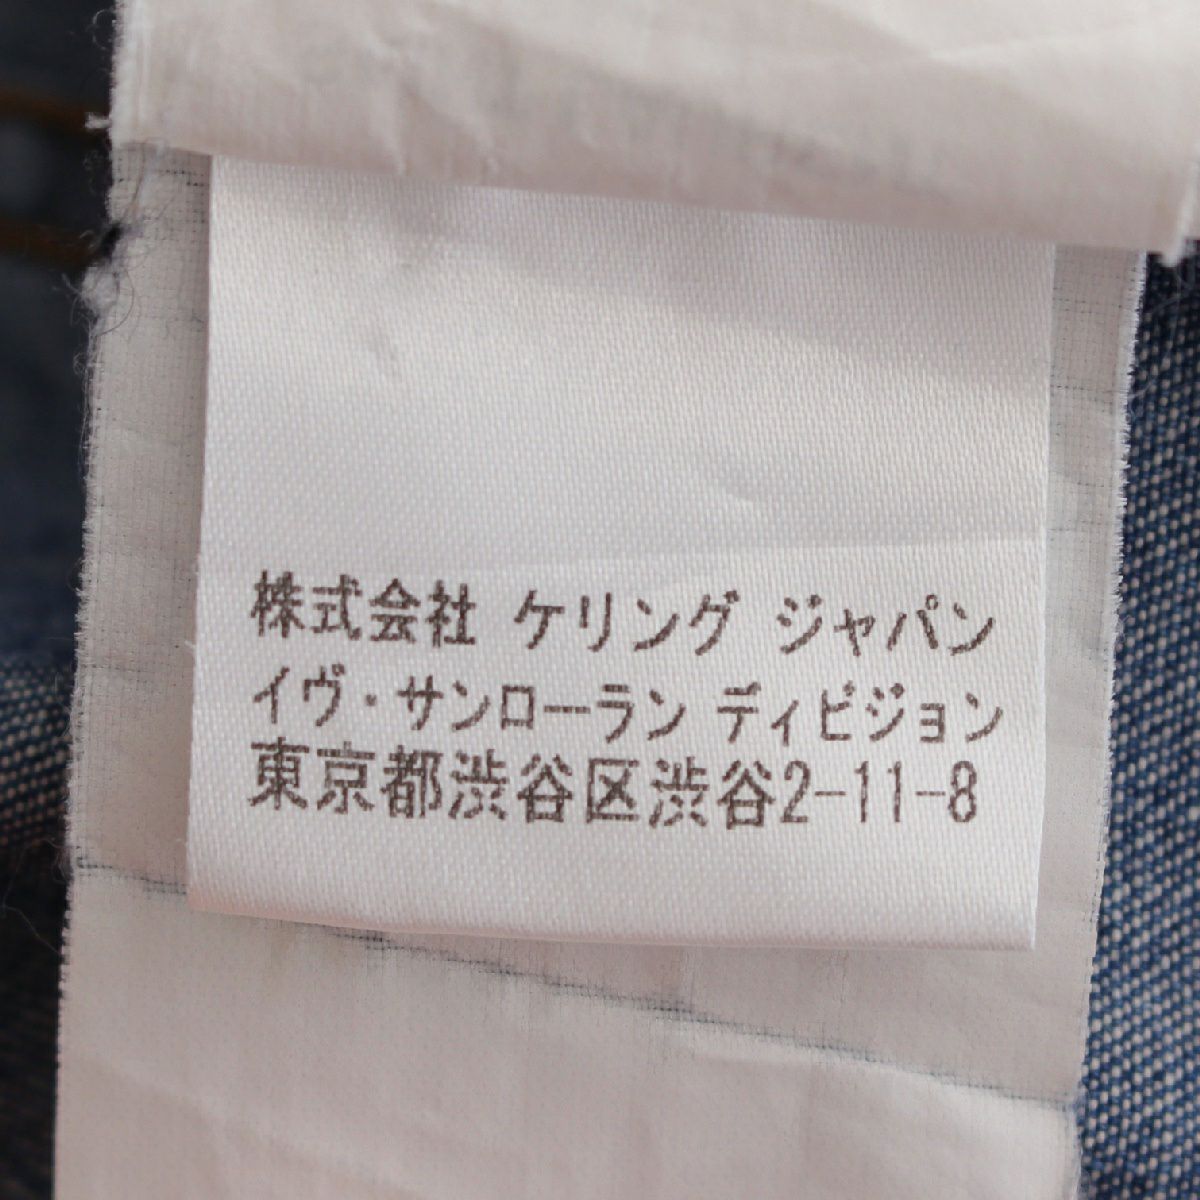 株式会社 ケリング ジャパン
イヴ・サンローラン ディビジョン
東京都渋谷区渋谷2-11-8